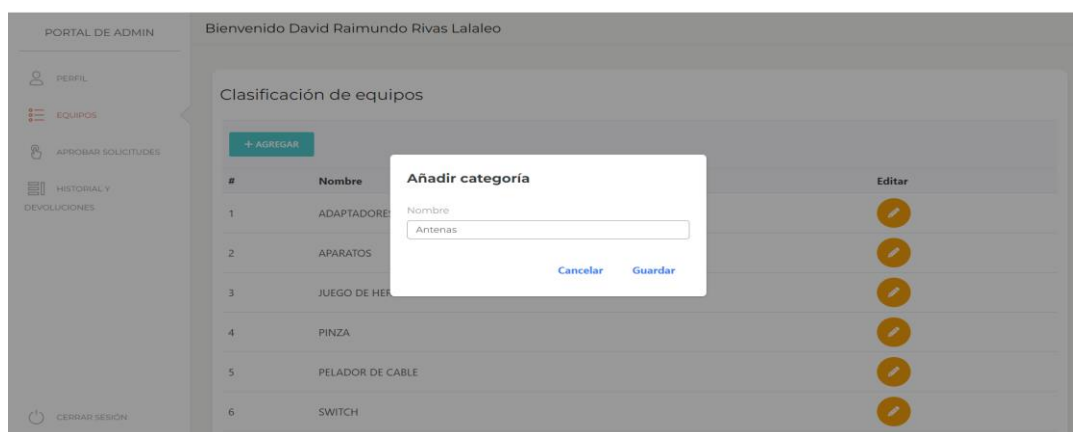 PORTAL DE ADMIN
Bienvenido David Raimundo Rivas Lalaleo
PERFIL
EQUIPOS
APROBAR SOLICITUDES
HISTORIAL Y
DEVOLUCIONES
CERRAR SESIÓN
Clasificación de equipos
+ AGREGAR
# Nombre Editar
1 ADAPTADORES
2 APARATOS
3 JUEGO DE HER
4 PINZA
5 PELADOR DE CABLE
6 SWITCH
Añadir categoría
Nombre
Antenas
Cancelar Guardar